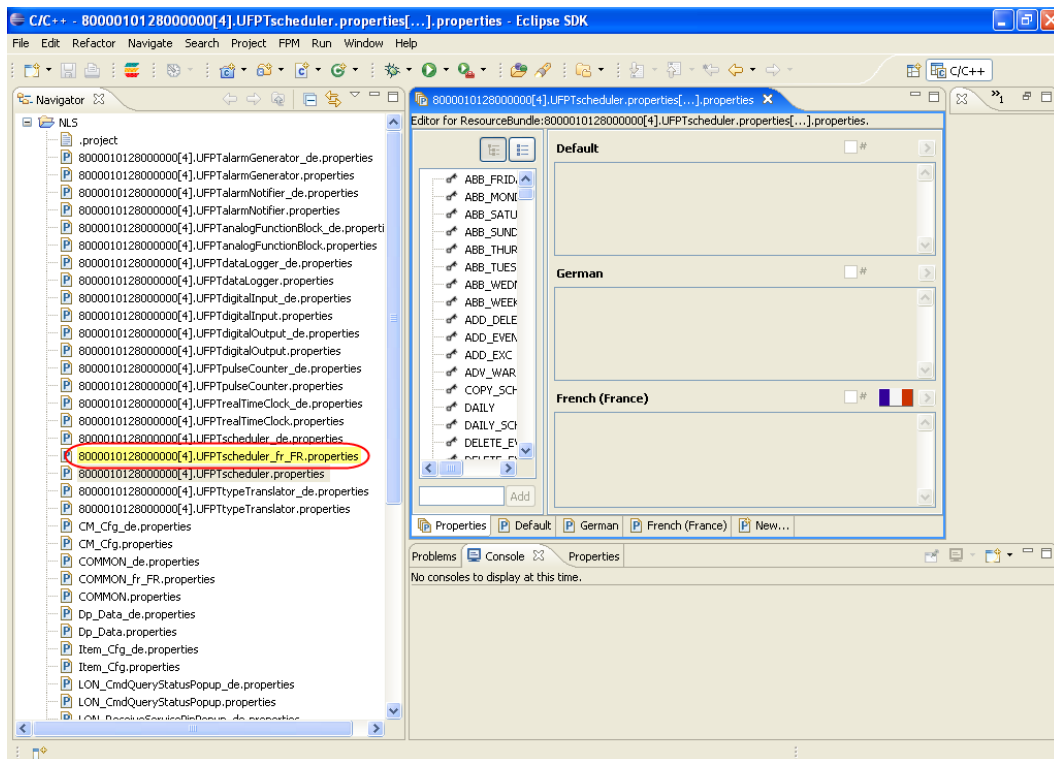 C/C++ - 8000010128000000[4].UFPTscheduler.properties[...].properties - Eclipse SDK
File Edit Refactor Navigate Search Project FPM Run Window Help
C/C++
Navigator
NLS
.project
8000010128000000[4].UFPTalarmGenerator_de.properties
8000010128000000[4].UFPTalarmGenerator.properties
8000010128000000[4].UFPTalarmNotifier_de.properties
8000010128000000[4].UFPTalarmNotifier.properties
8000010128000000[4].UFPTanalogFunctionBlock_de.properti
8000010128000000[4].UFPTanalogFunctionBlock.properties
8000010128000000[4].UFPTdataLogger_de.properties
8000010128000000[4].UFPTdataLogger.properties
8000010128000000[4].UFPTdigitalInput_de.properties
8000010128000000[4].UFPTdigitalInput.properties
8000010128000000[4].UFPTdigitalOutput_de.properties
8000010128000000[4].UFPTdigitalOutput.properties
8000010128000000[4].UFPTpulseCounter_de.properties
8000010128000000[4].UFPTpulseCounter.properties
8000010128000000[4].UFPTrealTimeClock_de.properties
8000010128000000[4].UFPTrealTimeClock.properties
8000010128000000[4].UFPTscheduler_de.properties
8000010128000000[4].UFPTscheduler_fr_FR.properties
8000010128000000[4].UFPTscheduler.properties
8000010128000000[4].UFPTtypeTranslator_de.properties
8000010128000000[4].UFPTtypeTranslator.properties
CM_Cfg_de.properties
CM_Cfg.properties
COMMON_de.properties
COMMON_fr_FR.properties
COMMON.properties
Dp_Data_de.properties
Dp_Data.properties
Item_Cfg_de.properties
Item_Cfg.properties
LON_CmdQueryStatusPopup_de.properties
LON_CmdQueryStatusPopup.properties
LON_ReceiveServicePinPopup_de.properties
8000010128000000[4].UFPTscheduler.properties[...].properties
1
Editor for ResourceBundle:8000010128000000[4].UFPTscheduler.properties[...].properties.
ABB_FRID
ABB_MOND
ABB_SATU
ABB_SUND
ABB_THUR
ABB_TUES
ABB_WEDN
ABB_WEEK
ADD_DELE
ADD_EVEN
ADD_EXC
ADV_WAR
COPY_SCH
DAILY
DAILY_SCH
DELETE_EV
Add
Default #
German #
French (France) #
Properties Default German French (France) New...
Problems Console Properties
No consoles to display at this time.